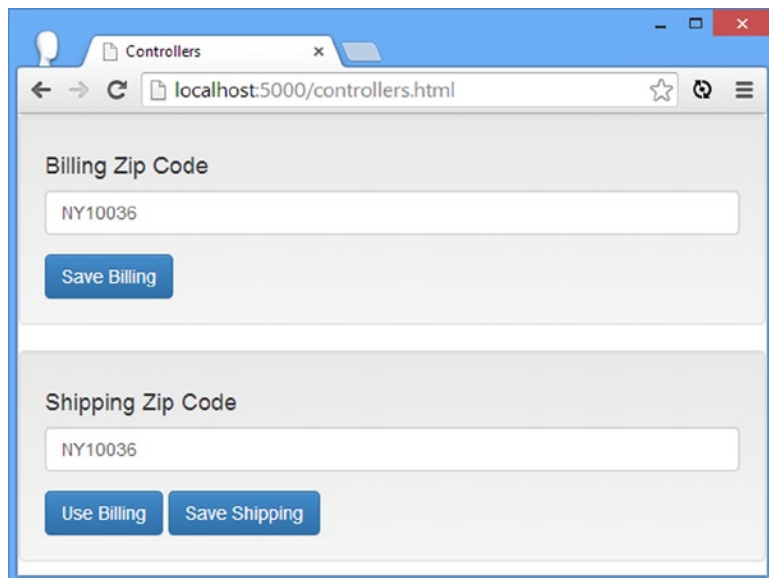 Controllers
localhost:5000/controllers.html
Billing Zip Code
NY10036
Save Billing
Shipping Zip Code
NY10036
Use Billing Save Shipping